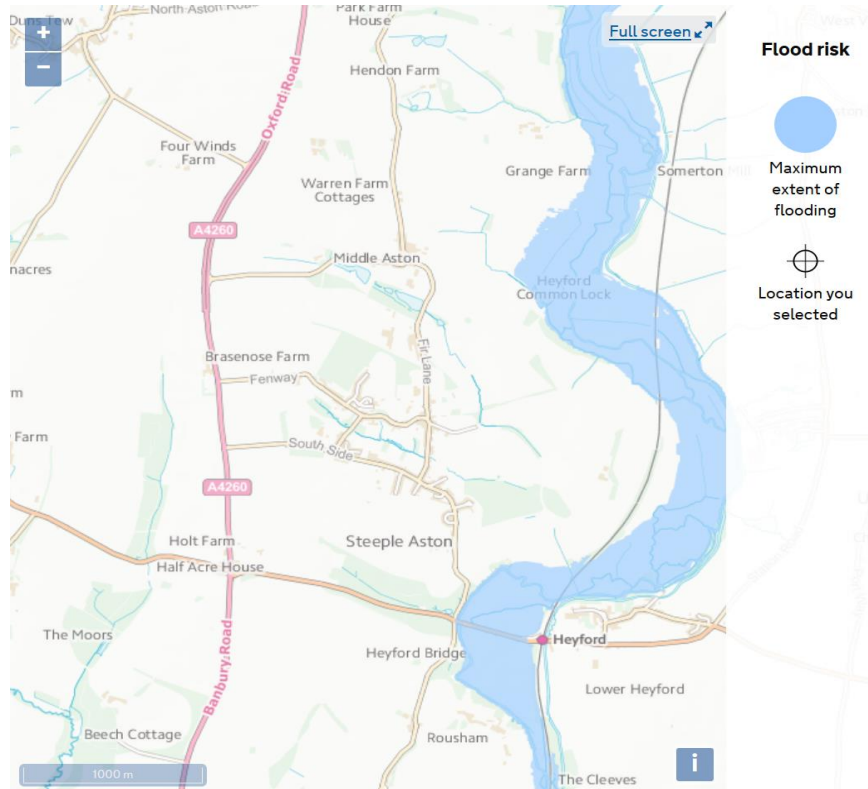 Duns Tew
North Aston Road
Park Farm
House
Full screen
+
−
Flood risk
Hendon Farm
Oxford Road
Four Winds
Farm
Grange Farm
Somerton Mill
Maximum
extent of
flooding
Warren Farm
Cottages
A4260
Middle Aston
nacres
Heyford
Common Lock
Location you
selected
Brasenose Farm
Fir Lane
Fenway
m
Farm
South Side
A4260
Steeple Aston
Holt Farm
Half Acre House
The Moors
Heyford Bridge
Heyford
Banbury Road
Lower Heyford
Beech Cottage
Rousham
i
1000 m
The Cleeves